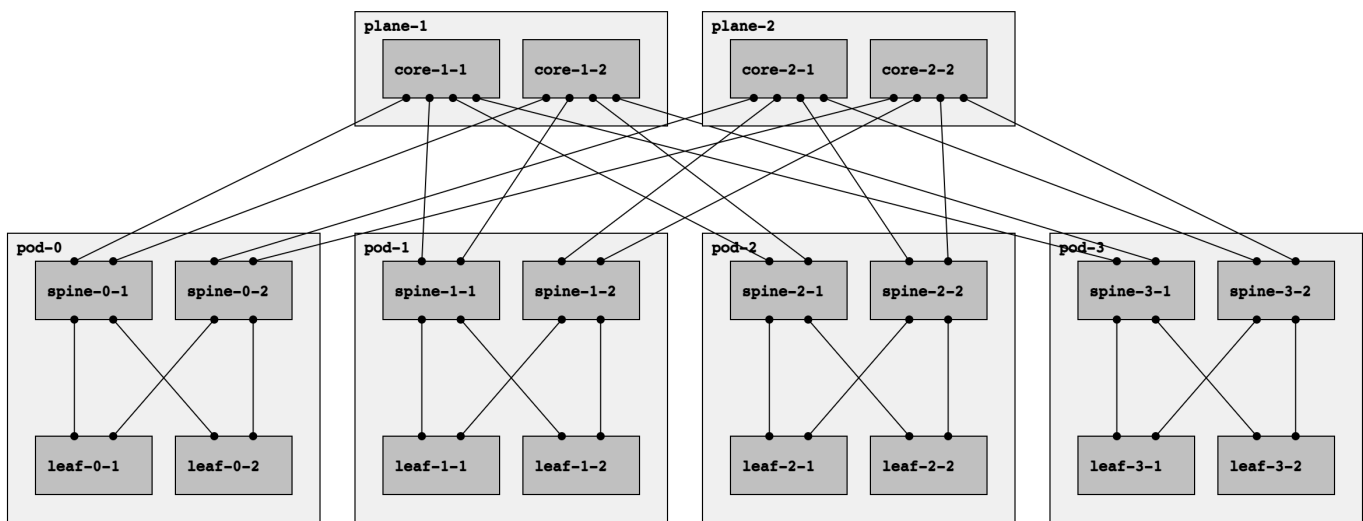 plane-1
plane-2
core-1-1
core-1-2
core-2-1
core-2-2
pod-0
pod-1
pod-2
pod-3
spine-0-1
spine-0-2
spine-1-1
spine-1-2
spine-2-1
spine-2-2
spine-3-1
spine-3-2
leaf-0-1
leaf-0-2
leaf-1-1
leaf-1-2
leaf-2-1
leaf-2-2
leaf-3-1
leaf-3-2